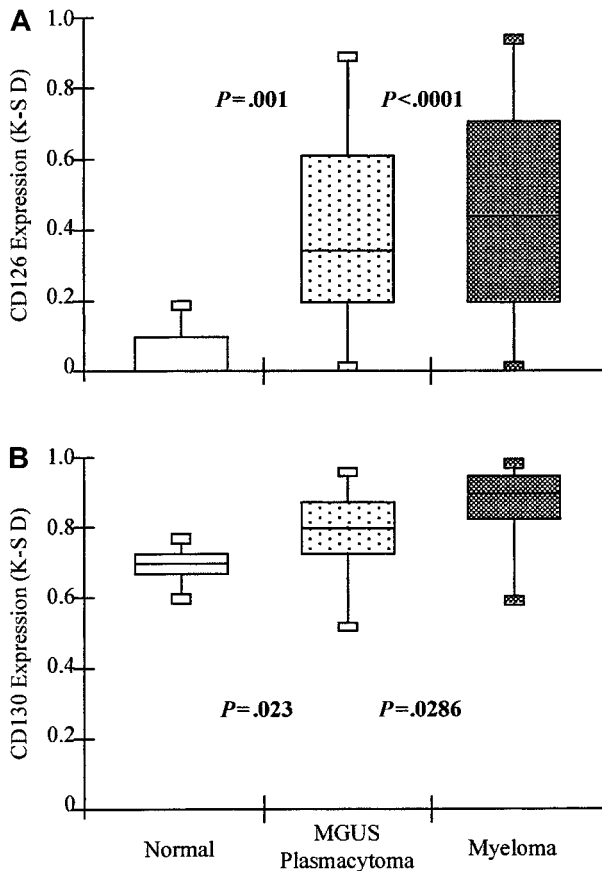 A
1.0
P=.001 P<.0001
0.8
0.6
0.4
0.2
0
CD126 Expression (K-S D)
B
1.0
0.8
0.6
0.4
0.2
0
CD130 Expression (K-S D)
P=.023 P=.0286
Normal
MGUS
Plasmacytoma
Myeloma